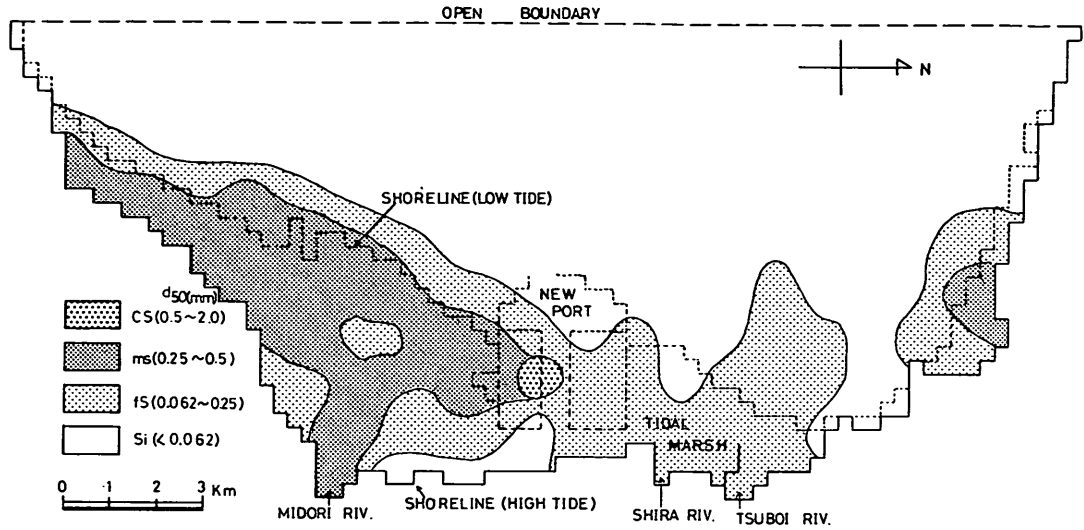 OPEN BOUNDARY
N
SHORELINE (LOW TIDE)
NEW
PORT
d50(mm)
CS (0.5~2.0)
ms (0.25~0.5)
fS (0.062~025)
Si (< 0.062)
TIDAL
MARSH
0 1 2 3 Km
MIDORI RIV.
SHORELINE (HIGH TIDE)
SHIRA RIV.
TSUBOI RIV.